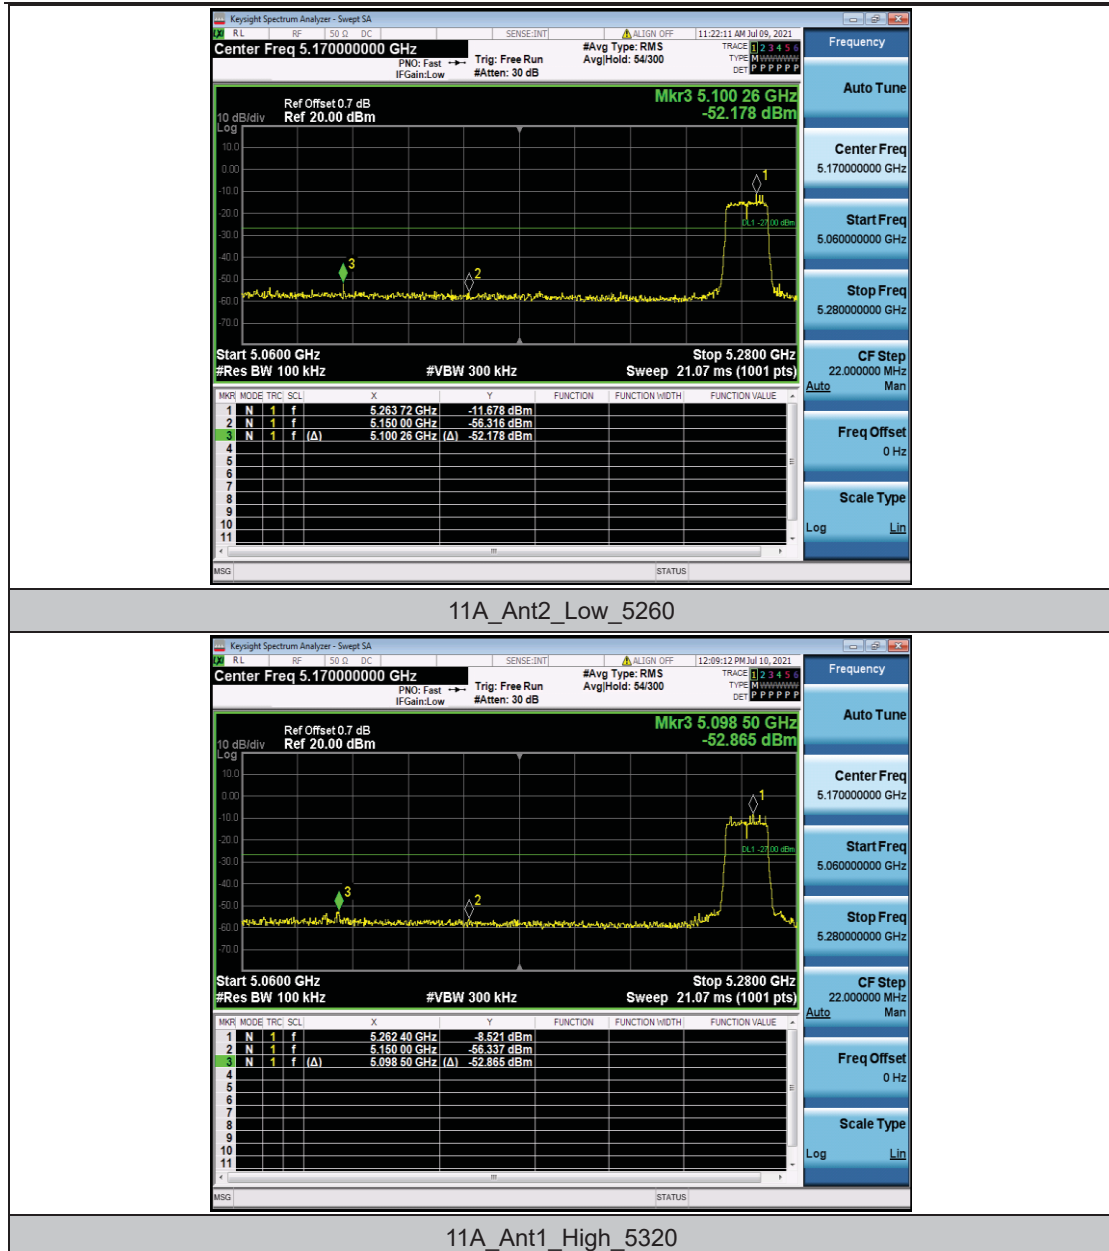 Keysight Spectrum Analyzer - Swept SA
LXI RL RF 50 Ω DC SENSE:INT ALIGN OFF 11:22:11 AM Jul 09, 2021
Center Freq 5.170000000 GHz
PNO: Fast
IFGain:Low
Trig: Free Run
#Atten: 30 dB
#Avg Type: RMS
Avg|Hold: 54/300
TRACE 1 2 3 4 5 6
TYPE M W W W W W
DET P P P P P P
Ref Offset 0.7 dB
10 dB/div Ref 20.00 dBm
Log
Mkr3 5.100 26 GHz
-52.178 dBm
10.0
0.00
-10.0
-20.0
-30.0
-40.0
-50.0
-60.0
-70.0
1
DL1 -27.00 dBm
3
2
Start 5.0600 GHz Stop 5.2800 GHz
#Res BW 100 kHz #VBW 300 kHz Sweep 21.07 ms (1001 pts)
MKR MODE TRC SCL X Y FUNCTION FUNCTION WIDTH FUNCTION VALUE
1 N 1 f 5.263 72 GHz -11.678 dBm
2 N 1 f 5.150 00 GHz -56.316 dBm
3 N 1 f (Δ) 5.100 26 GHz (Δ) -52.178 dBm
4
5
6
7
8
9
10
11
MSG STATUS
Frequency
Auto Tune
Center Freq
5.170000000 GHz
Start Freq
5.060000000 GHz
Stop Freq
5.280000000 GHz
CF Step
22.000000 MHz
Auto Man
Freq Offset
0 Hz
Scale Type
Log Lin
11A_Ant2_Low_5260
Keysight Spectrum Analyzer - Swept SA
LXI RL RF 50 Ω DC SENSE:INT ALIGN OFF 12:09:12 PM Jul 10, 2021
Center Freq 5.170000000 GHz
PNO: Fast
IFGain:Low
Trig: Free Run
#Atten: 30 dB
#Avg Type: RMS
Avg|Hold: 54/300
TRACE 1 2 3 4 5 6
TYPE M W W W W W
DET P P P P P P
Ref Offset 0.7 dB
10 dB/div Ref 20.00 dBm
Log
Mkr3 5.098 50 GHz
-52.865 dBm
10.0
0.00
-10.0
-20.0
-30.0
-40.0
-50.0
-60.0
-70.0
1
DL1 -27.00 dBm
3
2
Start 5.0600 GHz Stop 5.2800 GHz
#Res BW 100 kHz #VBW 300 kHz Sweep 21.07 ms (1001 pts)
MKR MODE TRC SCL X Y FUNCTION FUNCTION WIDTH FUNCTION VALUE
1 N 1 f 5.262 40 GHz -8.521 dBm
2 N 1 f 5.150 00 GHz -56.337 dBm
3 N 1 f (Δ) 5.098 50 GHz (Δ) -52.865 dBm
4
5
6
7
8
9
10
11
MSG STATUS
Frequency
Auto Tune
Center Freq
5.170000000 GHz
Start Freq
5.060000000 GHz
Stop Freq
5.280000000 GHz
CF Step
22.000000 MHz
Auto Man
Freq Offset
0 Hz
Scale Type
Log Lin
11A_Ant1_High_5320